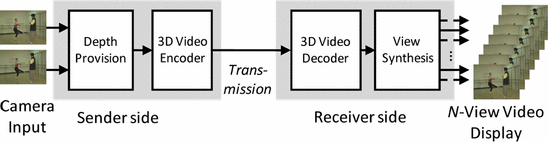 Depth
Provision
3D Video
Encoder
Trans-
mission
3D Video
Decoder
View
Synthesis
Camera
Input
Sender side
Receiver side
N-View Video
Display